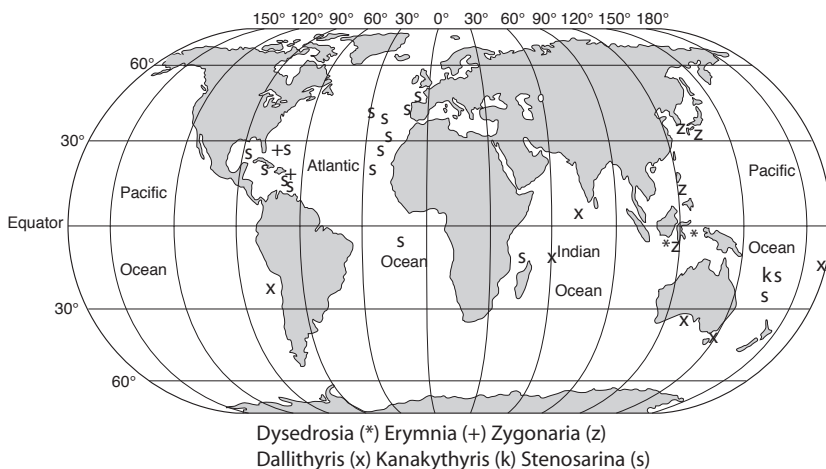 150° 120° 90° 60° 30° 0° 30° 60° 90° 120° 150° 180°
60°
s
s s
s
s s z z
30°
s + s s Atlantic Pacific
s + s z
s s
Pacific
x
Equator
s * z *
Ocean Ocean s x Indian Ocean x
k s
x Ocean s
30°
x
x
60°
Dysedrosia (*) Erymnia (+) Zygonaria (z)
Dallithyris (x) Kanakythyris (k) Stenosarina (s)